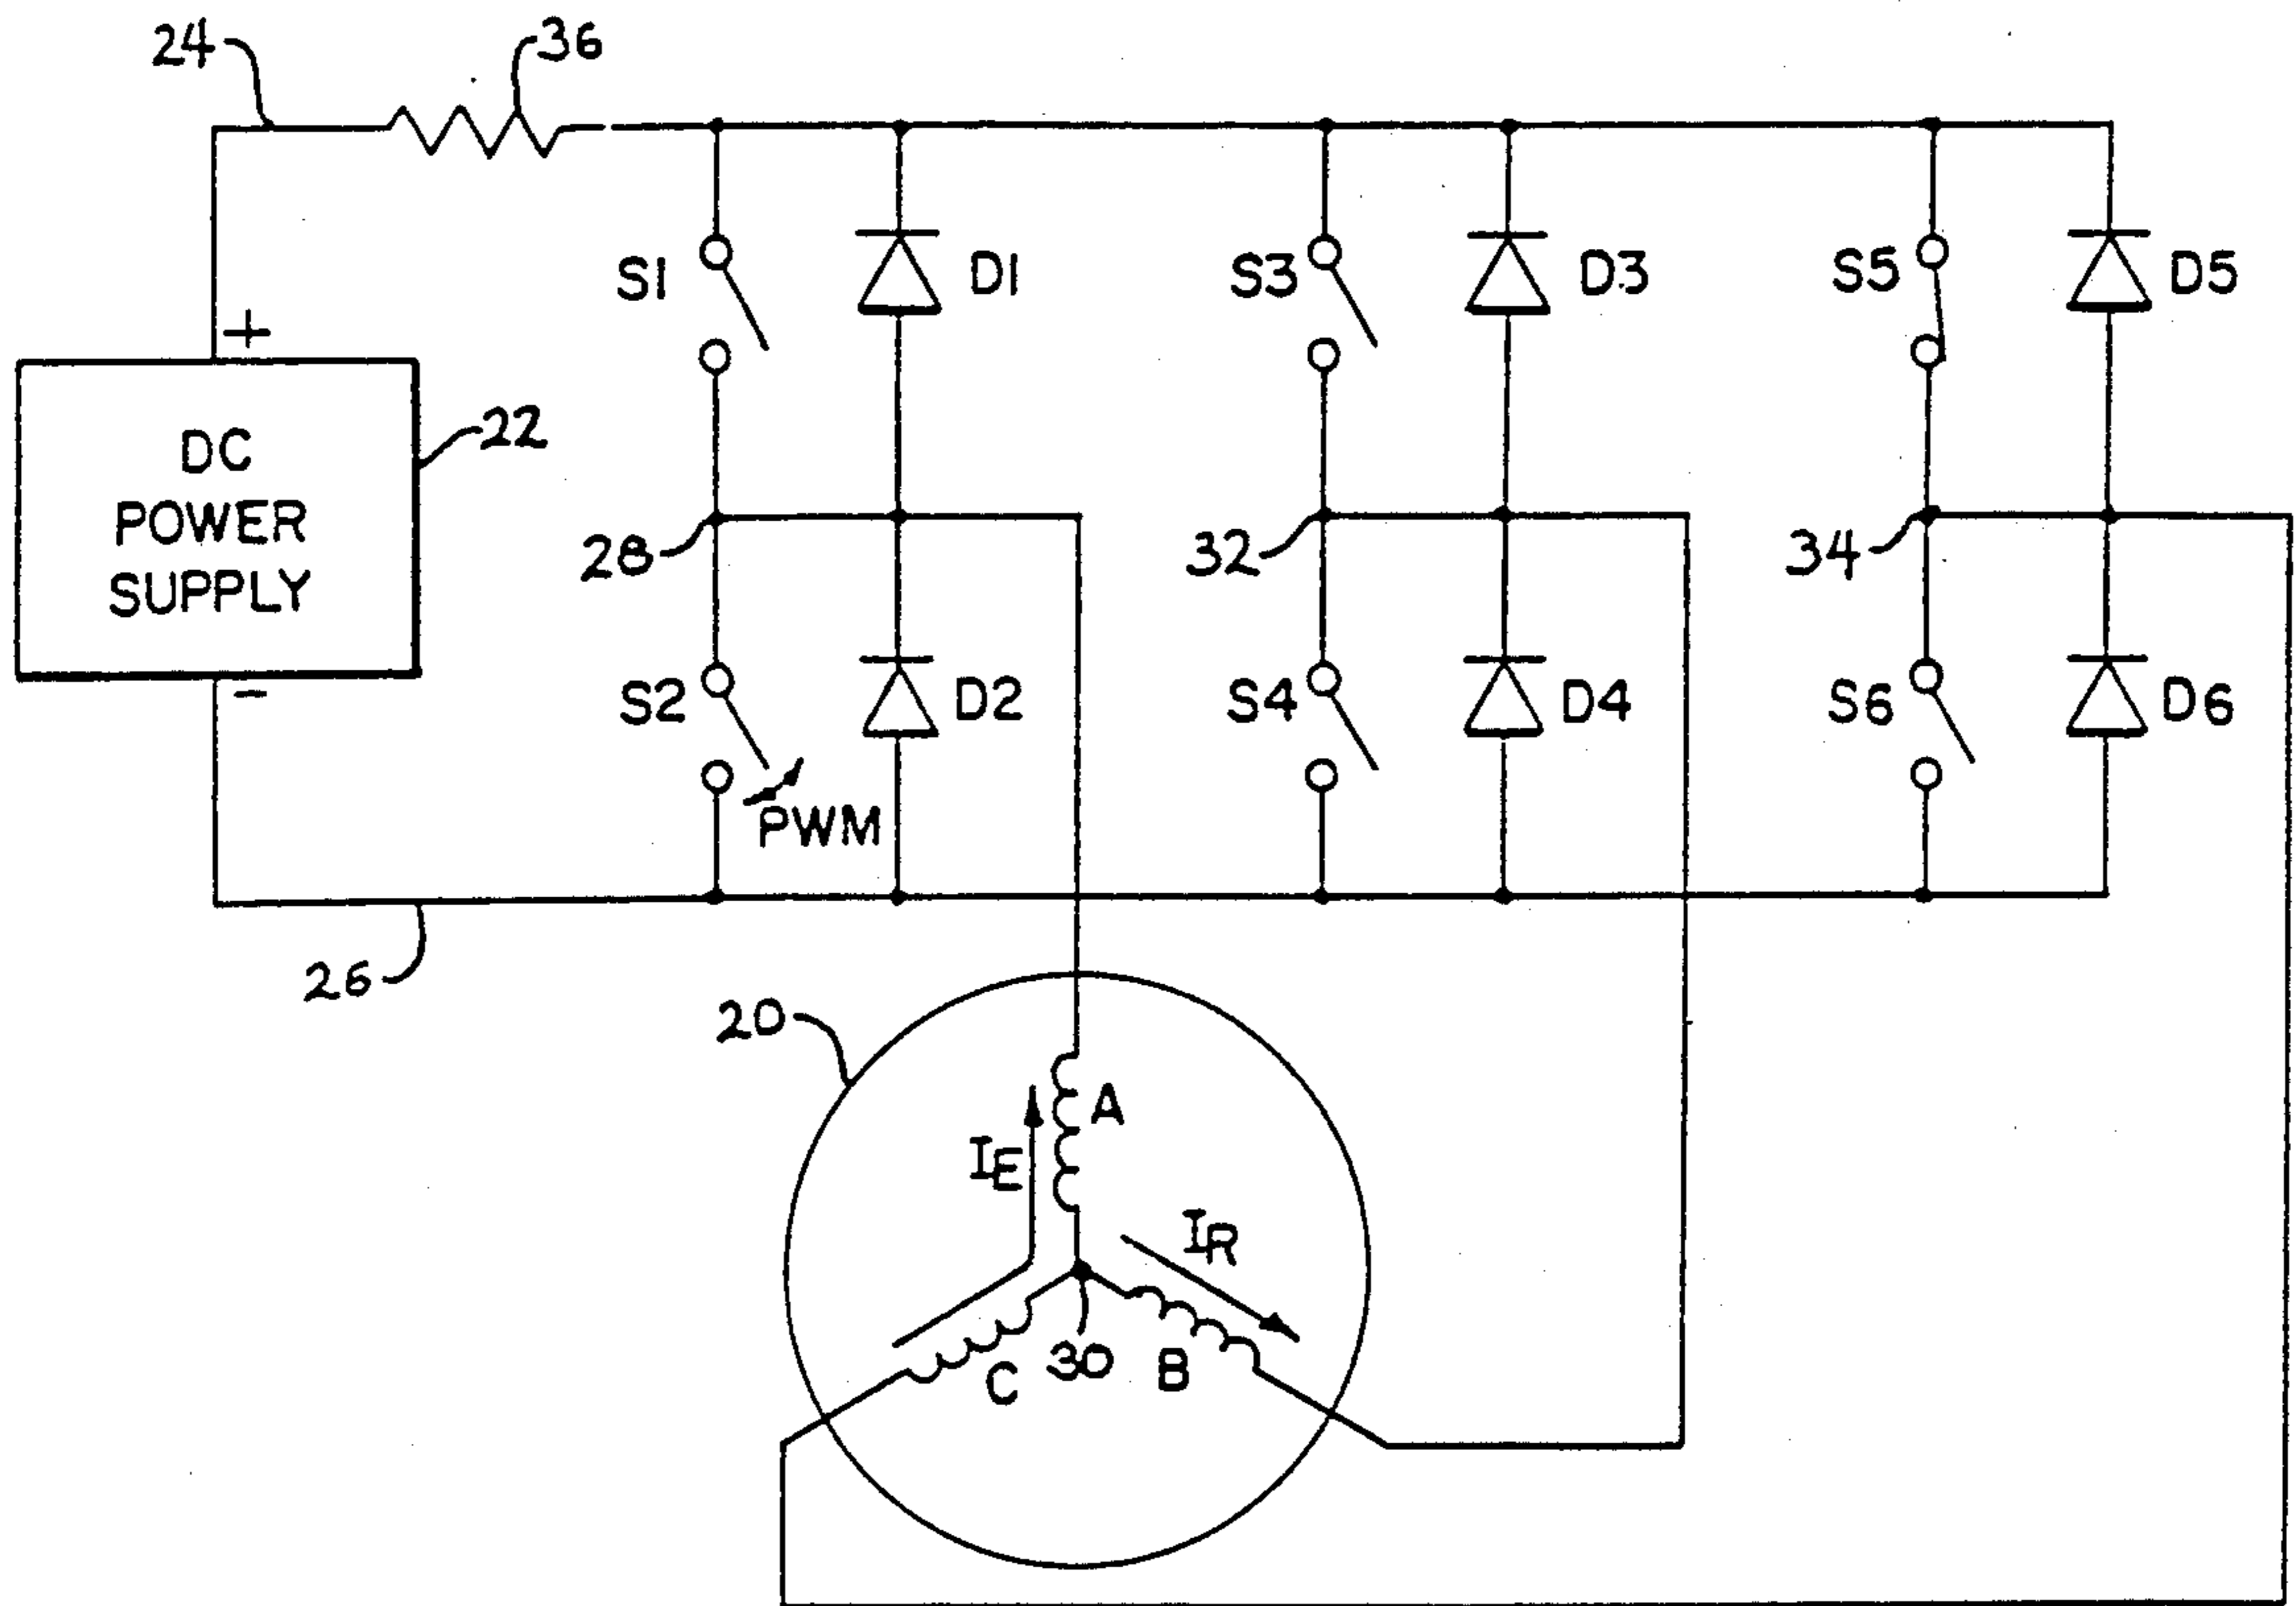 24
36
+
S1
D1
S3
D3
S5
D5
DC
POWER
SUPPLY
22
28
32
34
-
S2
D2
S4
D4
S6
D6
PWM
26
20
A
IE
IR
C
30
B